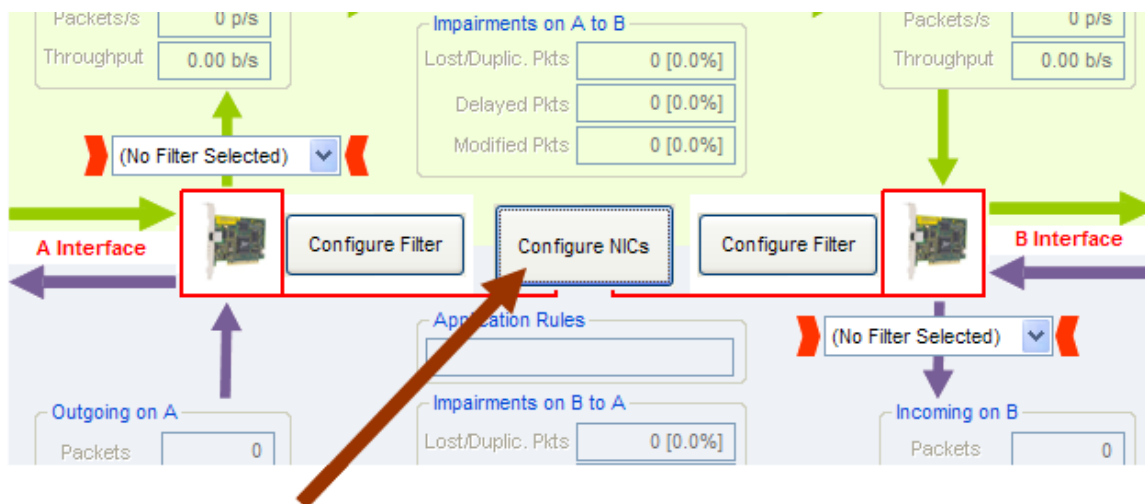 Packets/s 0 p/s Impairments on A to B Packets/s 0 p/s
Throughput 0.00 b/s Lost/Duplic. Pkts 0 [0.0%] Throughput 0.00 b/s
Delayed Pkts 0 [0.0%]
Modified Pkts 0 [0.0%]
(No Filter Selected)
A Interface Configure Filter Configure NICs Configure Filter B Interface
Application Rules
(No Filter Selected)
Outgoing on A Impairments on B to A Incoming on B
Packets 0 Lost/Duplic. Pkts 0 [0.0%] Packets 0